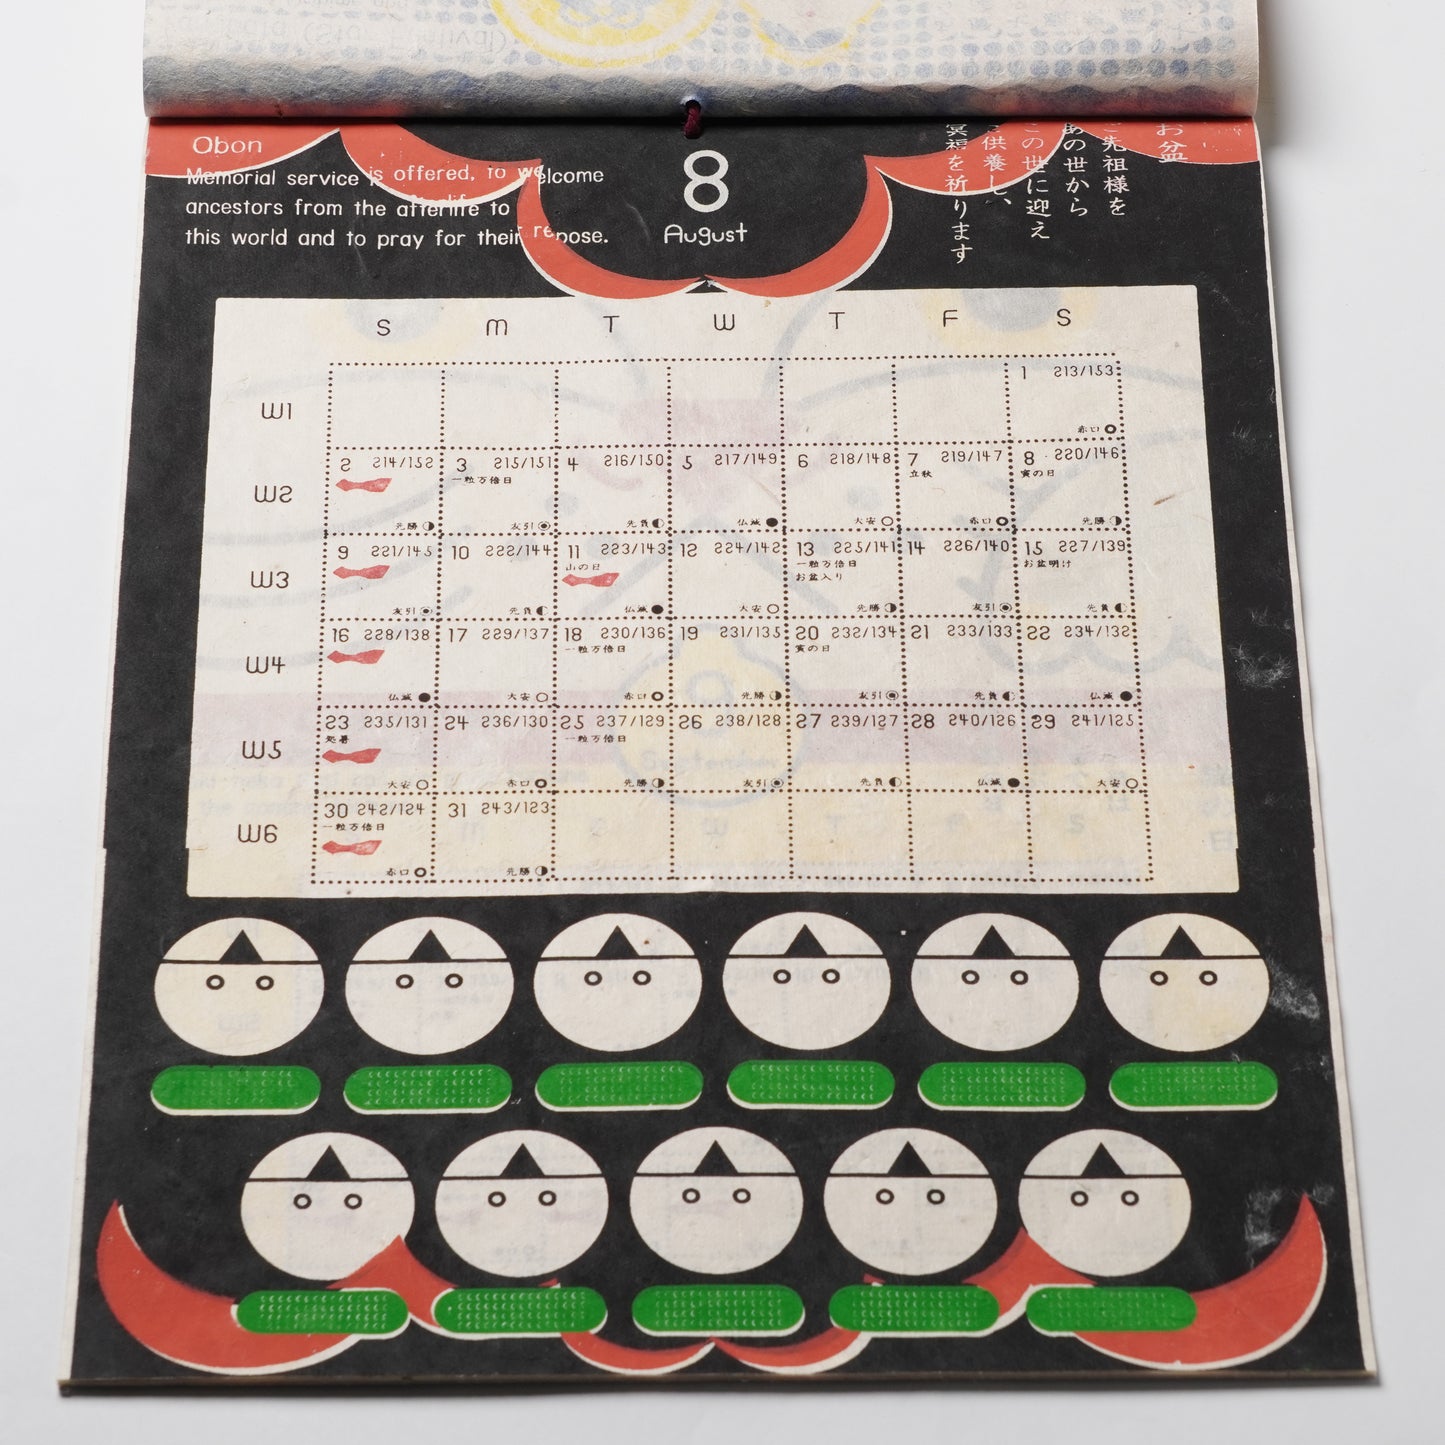 Obon
Memorial service is offered, to welcome
ancestors from the afterlife to
this world and to pray for their repose.
8
August
お盆
ご先祖様を
あの世から
この世に迎え
供養し、
冥福を祈ります
S M T W T F S
W1
1 213/153
赤口
W2
2 214/152 3 215/151 4 216/150 5 217/149 6 218/148 7 219/147 8 220/146
一粒万倍日 立秋 寅の日
先勝 友引 先負 仏滅 大安 赤口 先勝
W3
9 221/145 10 222/144 11 223/143 12 224/142 13 225/141 14 226/140 15 227/139
山の日 一粒万倍日 お盆明け
お盆入り
友引 先負 仏滅 大安 先勝 友引 先負
W4
16 228/138 17 229/137 18 230/136 19 231/135 20 232/134 21 233/133 22 234/132
一粒万倍日 寅の日
仏滅 大安 赤口 先勝 友引 先負 仏滅
W5
23 235/131 24 236/130 25 237/129 26 238/128 27 239/127 28 240/126 29 241/125
処暑 一粒万倍日
大安 赤口 先勝 友引 先負 仏滅 大安
W6
30 242/124 31 243/123
一粒万倍日
赤口 先勝